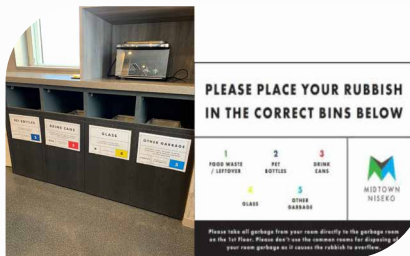 PET BOTTLES
DRINK CANS
GLASS
OTHER GARBAGE
PLEASE PLACE YOUR RUBBISH
IN THE CORRECT BINS BELOW
1
FOOD WASTE
/ LEFTOVER
2
PET
BOTTLES
3
DRINK
CANS
4
GLASS
5
OTHER
GARBAGE
MIDTOWN
NISEKO
Please take all garbage from your room directly to the garbage room
on the 1st Floor. Please don't use the common rooms for disposing of
your room garbage as it causes the rubbish to overflow.